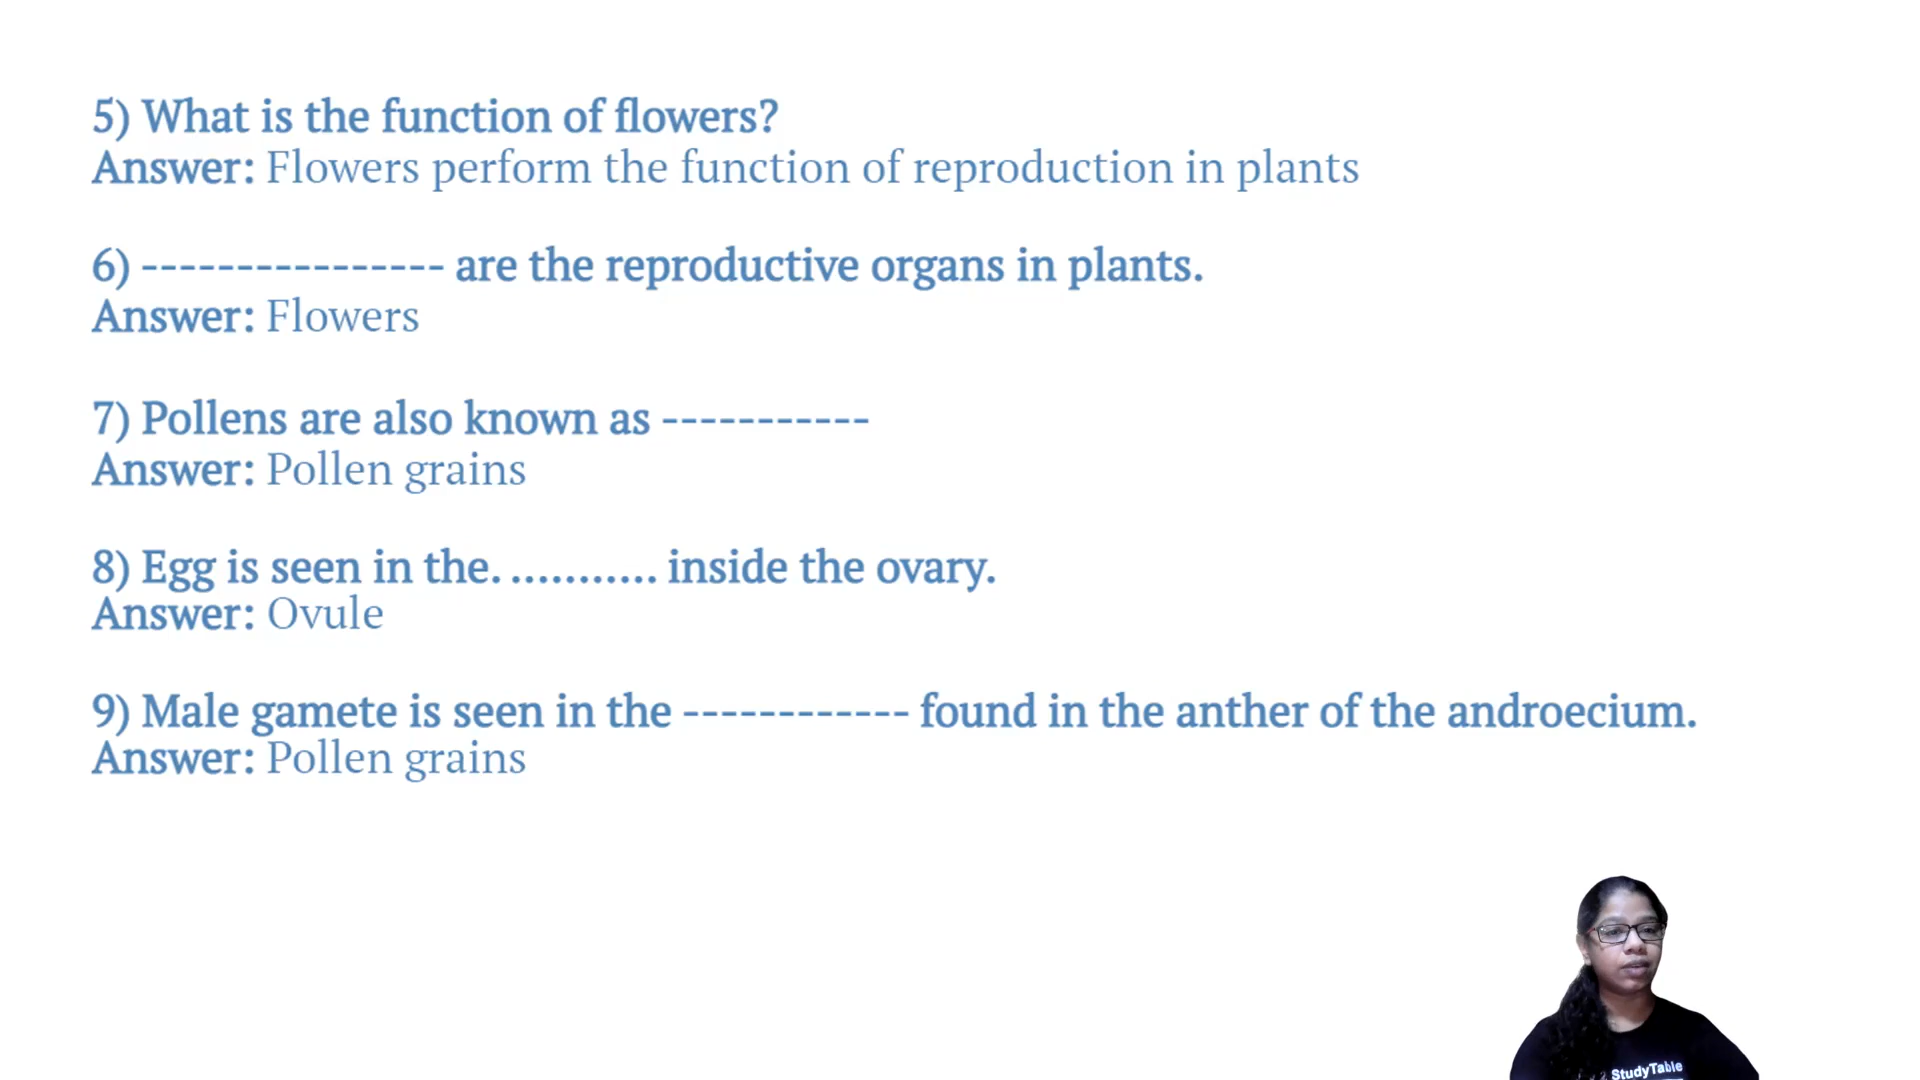 5) What is the function of flowers?
Answer: Flowers perform the function of reproduction in plants
6) ---------------- are the reproductive organs in plants.
Answer: Flowers
7) Pollens are also known as -----------
Answer: Pollen grains
8) Egg is seen in the. ........... inside the ovary.
Answer: Ovule
9) Male gamete is seen in the ------------ found in the anther of the androecium.
Answer: Pollen grains
StudyTable